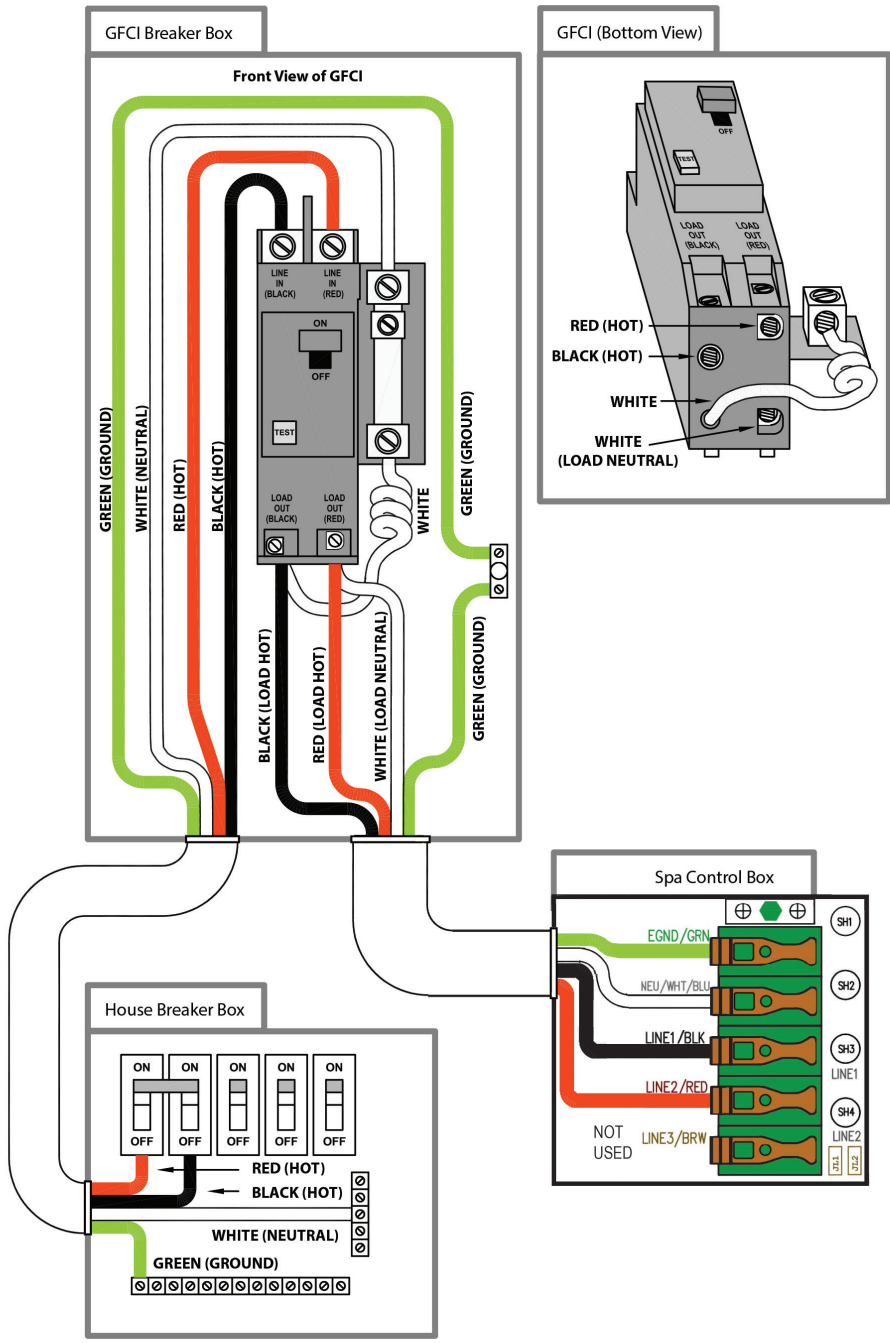 GFCI Breaker Box
Front View of GFCI
GREEN (GROUND)
WHITE (NEUTRAL)
RED (HOT)
BLACK (HOT)
LINE
IN
(BLACK)
LINE
IN
(RED)
ON
OFF
TEST
LOAD
OUT
(BLACK)
LOAD
OUT
(RED)
WHITE
GREEN (GROUND)
BLACK (LOAD HOT)
RED (LOAD HOT)
WHITE (LOAD NEUTRAL)
GREEN (GROUND)
GFCI (Bottom View)
OFF
TEST
LOAD
OUT
(BLACK)
LOAD
OUT
(RED)
RED (HOT)
BLACK (HOT)
WHITE
WHITE
(LOAD NEUTRAL)
Spa Control Box
EGND/GRN
NEU/WHT/BLU
LINE1/BLK
LINE2/RED
NOT
USED
LINE3/BRW
SH1
SH2
SH3
LINE1
SH4
LINE2
JL1
JL2
House Breaker Box
ON
ON
ON
ON
ON
OFF
OFF
OFF
OFF
OFF
RED (HOT)
BLACK (HOT)
WHITE (NEUTRAL)
GREEN (GROUND)